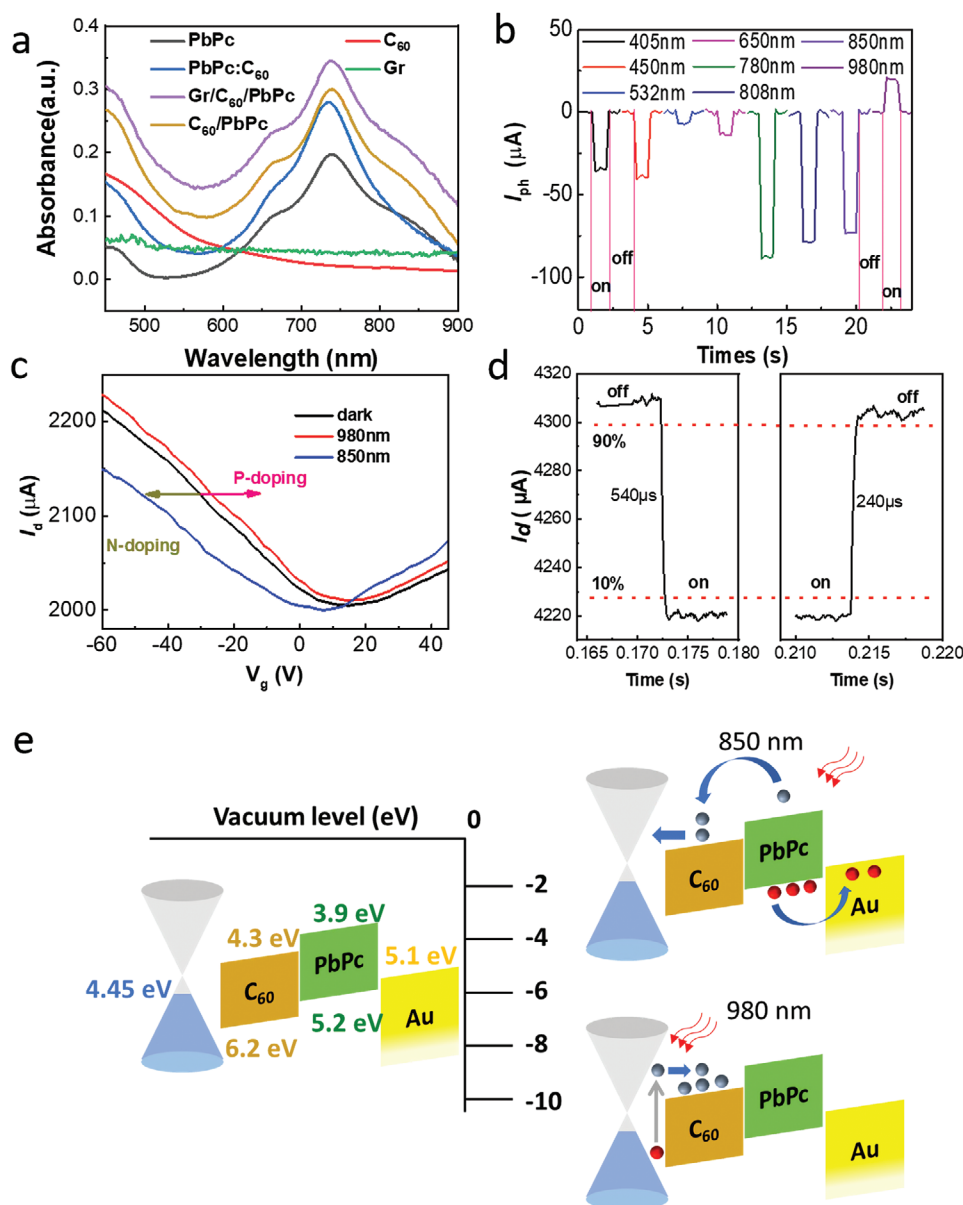 a
Absorbance(a.u.)
0.4
0.3
0.2
0.1
0.0
PbPc
PbPc:C60
Gr/C60/PbPc
C60/PbPc
C60
Gr
500 600 700 800 900
Wavelength (nm)
b
Iph (μA)
50
0
-50
-100
405nm
450nm
532nm
650nm
780nm
808nm
850nm
980nm
on
off
off
on
0 5 10 15 20
Times (s)
c
Id (μA)
2200
2100
2000
dark
980nm
850nm
P-doping
N-doping
-60 -40 -20 0 20 40
Vg (V)
d
Id (μA)
4320
4300
4280
4260
4240
4220
off
90%
540μs
10%
on
0.165 0.170 0.175 0.180
Time (s)
off
240μs
on
0.210 0.215 0.220
Time (s)
e
Vacuum level (eV) 0
-2
-4
-6
-8
-10
4.45 eV
4.3 eV
C60
6.2 eV
3.9 eV
PbPc
5.2 eV
5.1 eV
Au
850 nm
C60
PbPc
Au
980 nm
C60
PbPc
Au